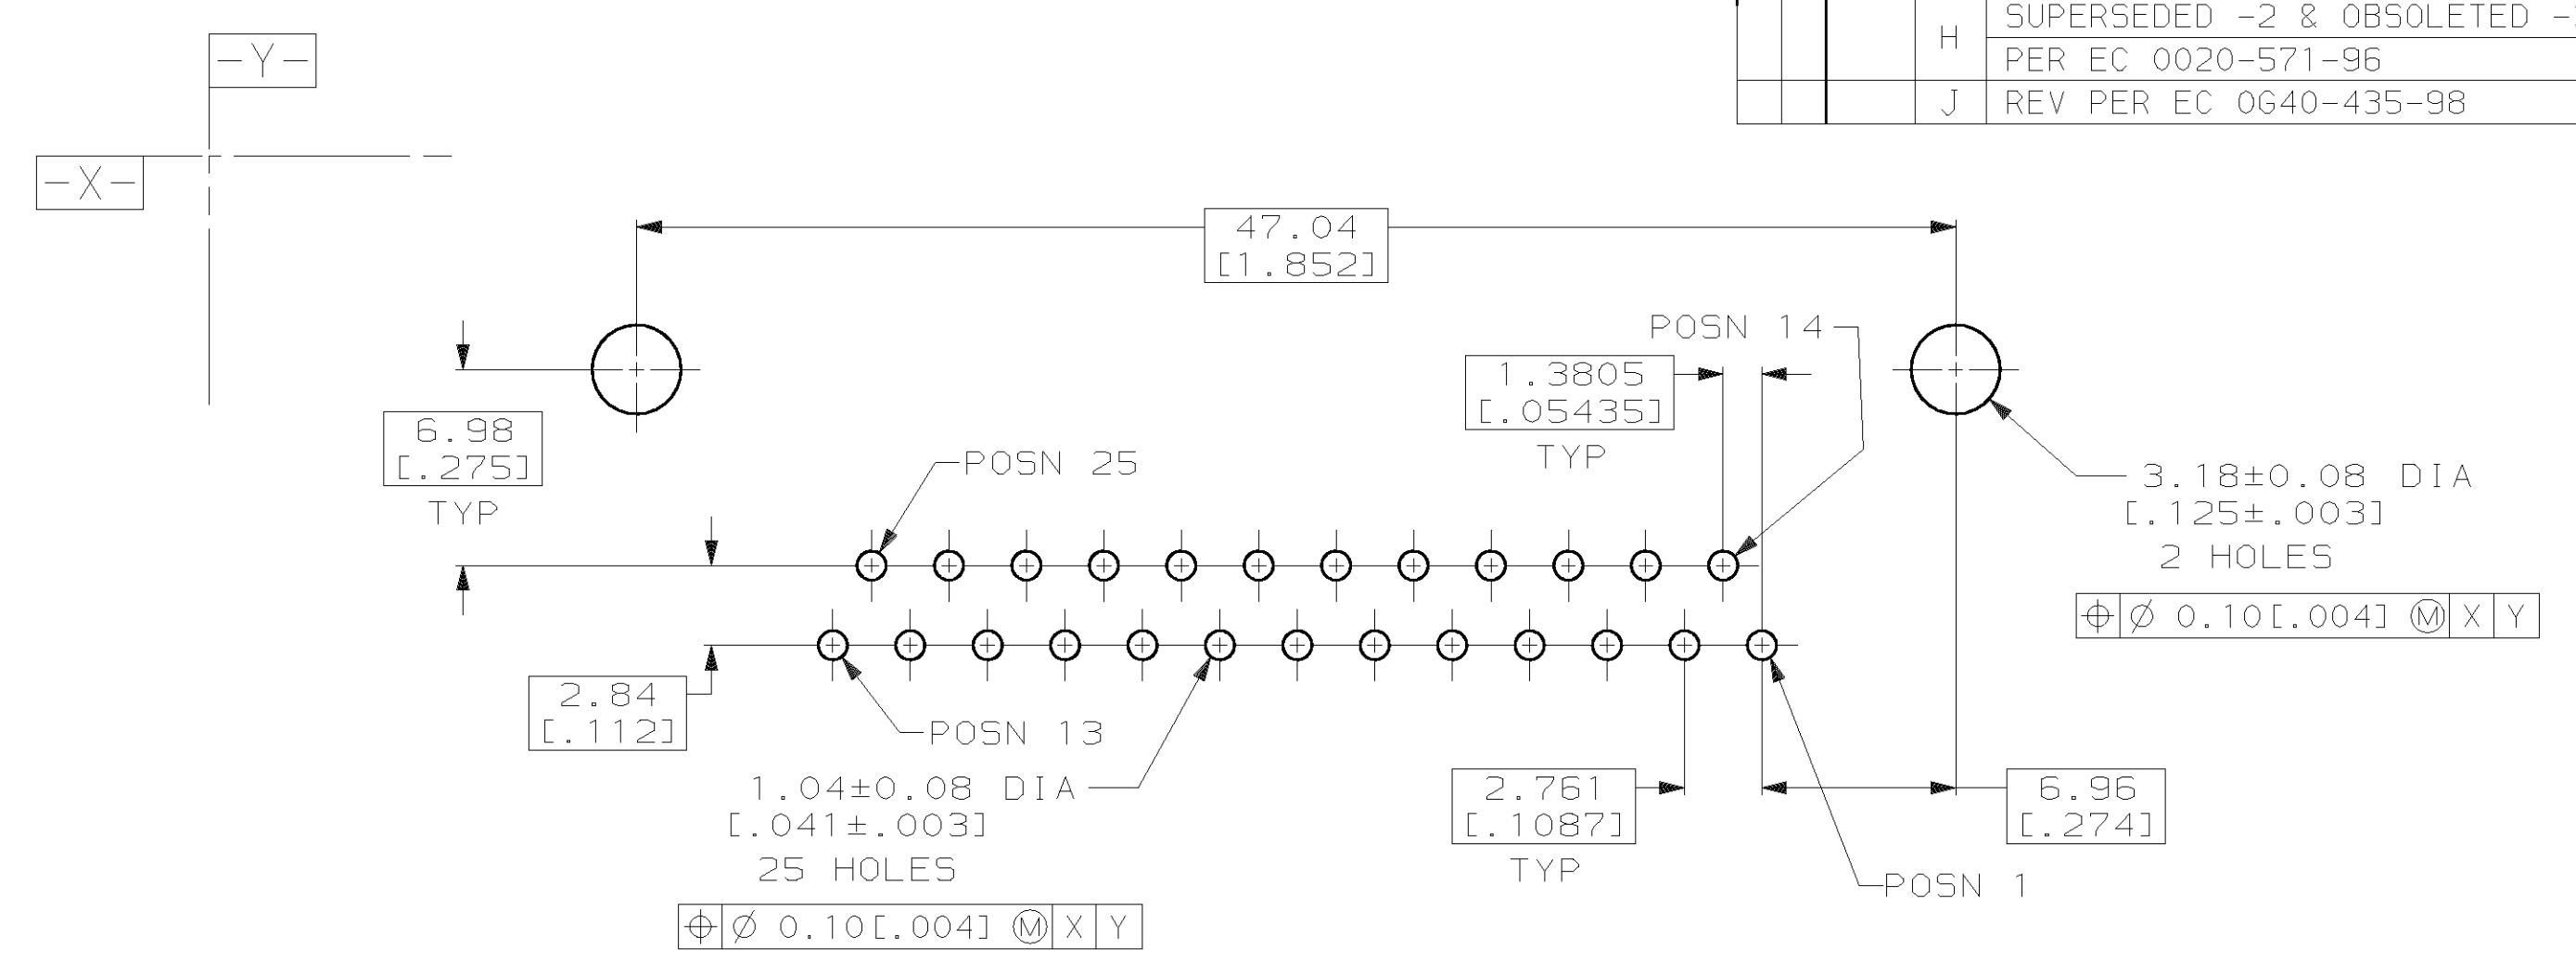 H
SUPERSEDED -2 & OBSOLETED -
PER EC 0020-571-96
J REV PER EC 0G40-435-98
-Y-
-X-
47.04
[1.852]
POSN 14
1.3805
[.05435]
TYP
6.98
[.275]
TYP
POSN 25
3.18±0.08 DIA
[.125±.003]
2 HOLES
⌖ ∅ 0.10[.004] Ⓜ X Y
2.84
[.112]
POSN 13
1.04±0.08 DIA
[.041±.003]
25 HOLES
⌖ ∅ 0.10[.004] Ⓜ X Y
2.761
[.1087]
TYP
6.96
[.274]
POSN 1